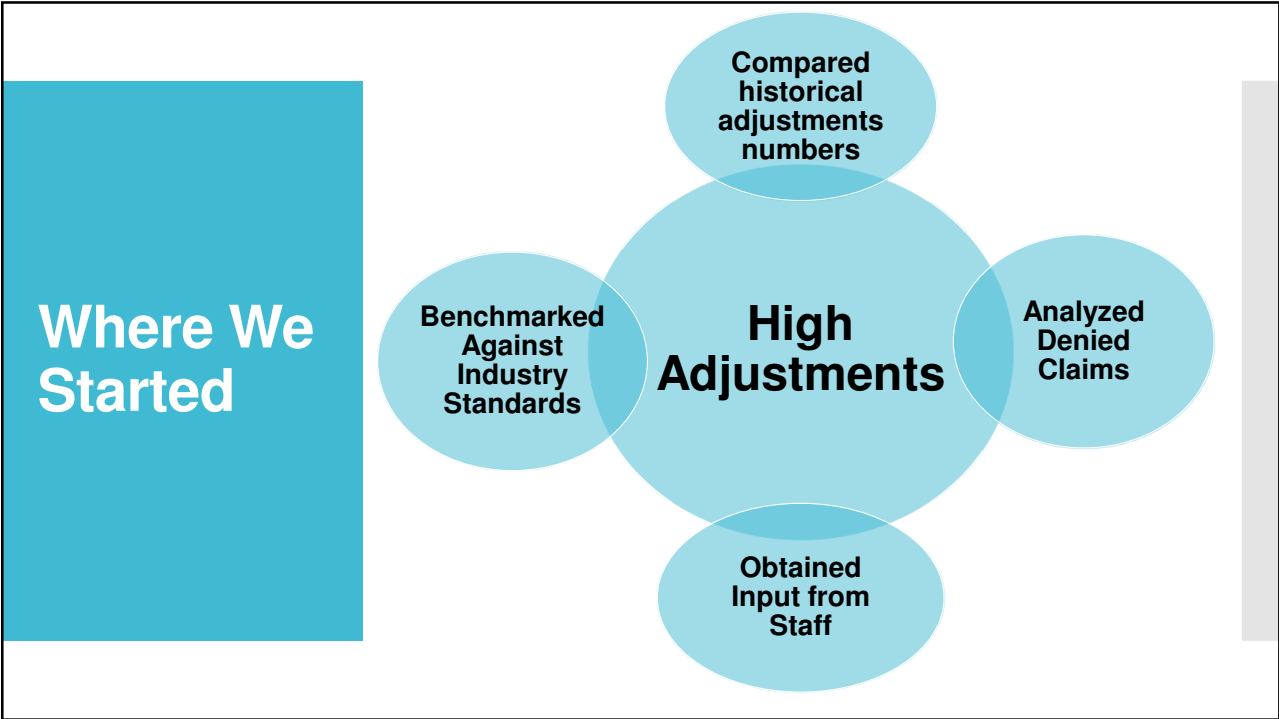 Where We
Started
Compared
historical
adjustments
numbers
Benchmarked
Against
Industry
Standards
High
Adjustments
Analyzed
Denied
Claims
Obtained
Input from
Staff